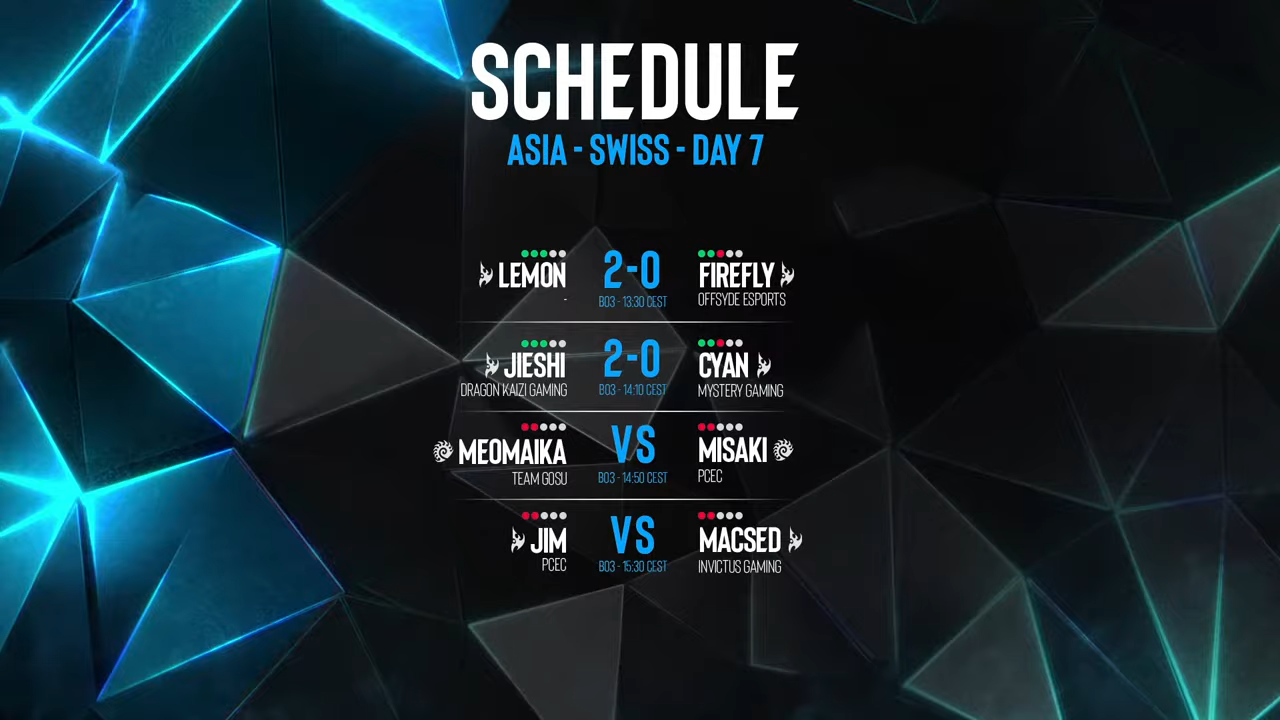 SCHEDULE
ASIA - SWISS - DAY 7
LEMON 2-0 FIREFLY
- BO3 - 13:30 CEST OFFSYDE ESPORTS
JIESHI 2-0 CYAN
DRAGON KAIZI GAMING BO3 - 14:10 CEST MYSTERY GAMING
MEOMAIKA VS MISAKI
TEAM GOSU BO3 - 14:50 CEST PCEC
JIM VS MACSED
PCEC BO3 - 15:30 CEST INVICTUS GAMING